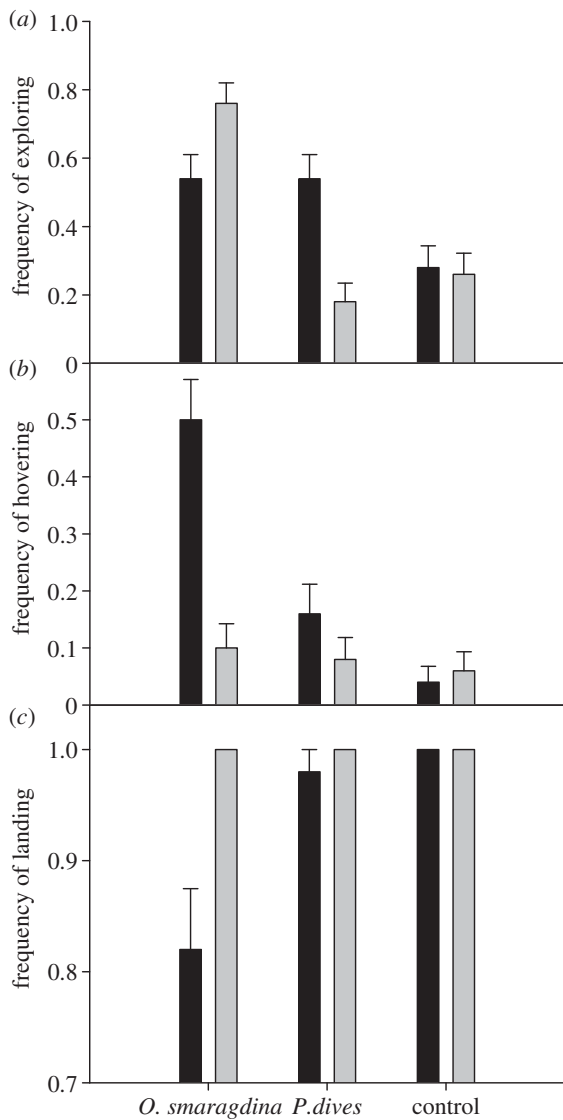 (a)
1.0
0.8
0.6
0.4
0.2
0
frequency of exploring
(b)
0.5
0.4
0.3
0.2
0.1
0
frequency of hovering
(c)
1.0
0.9
0.8
0.7
frequency of landing
O. smaragdina P.dives control